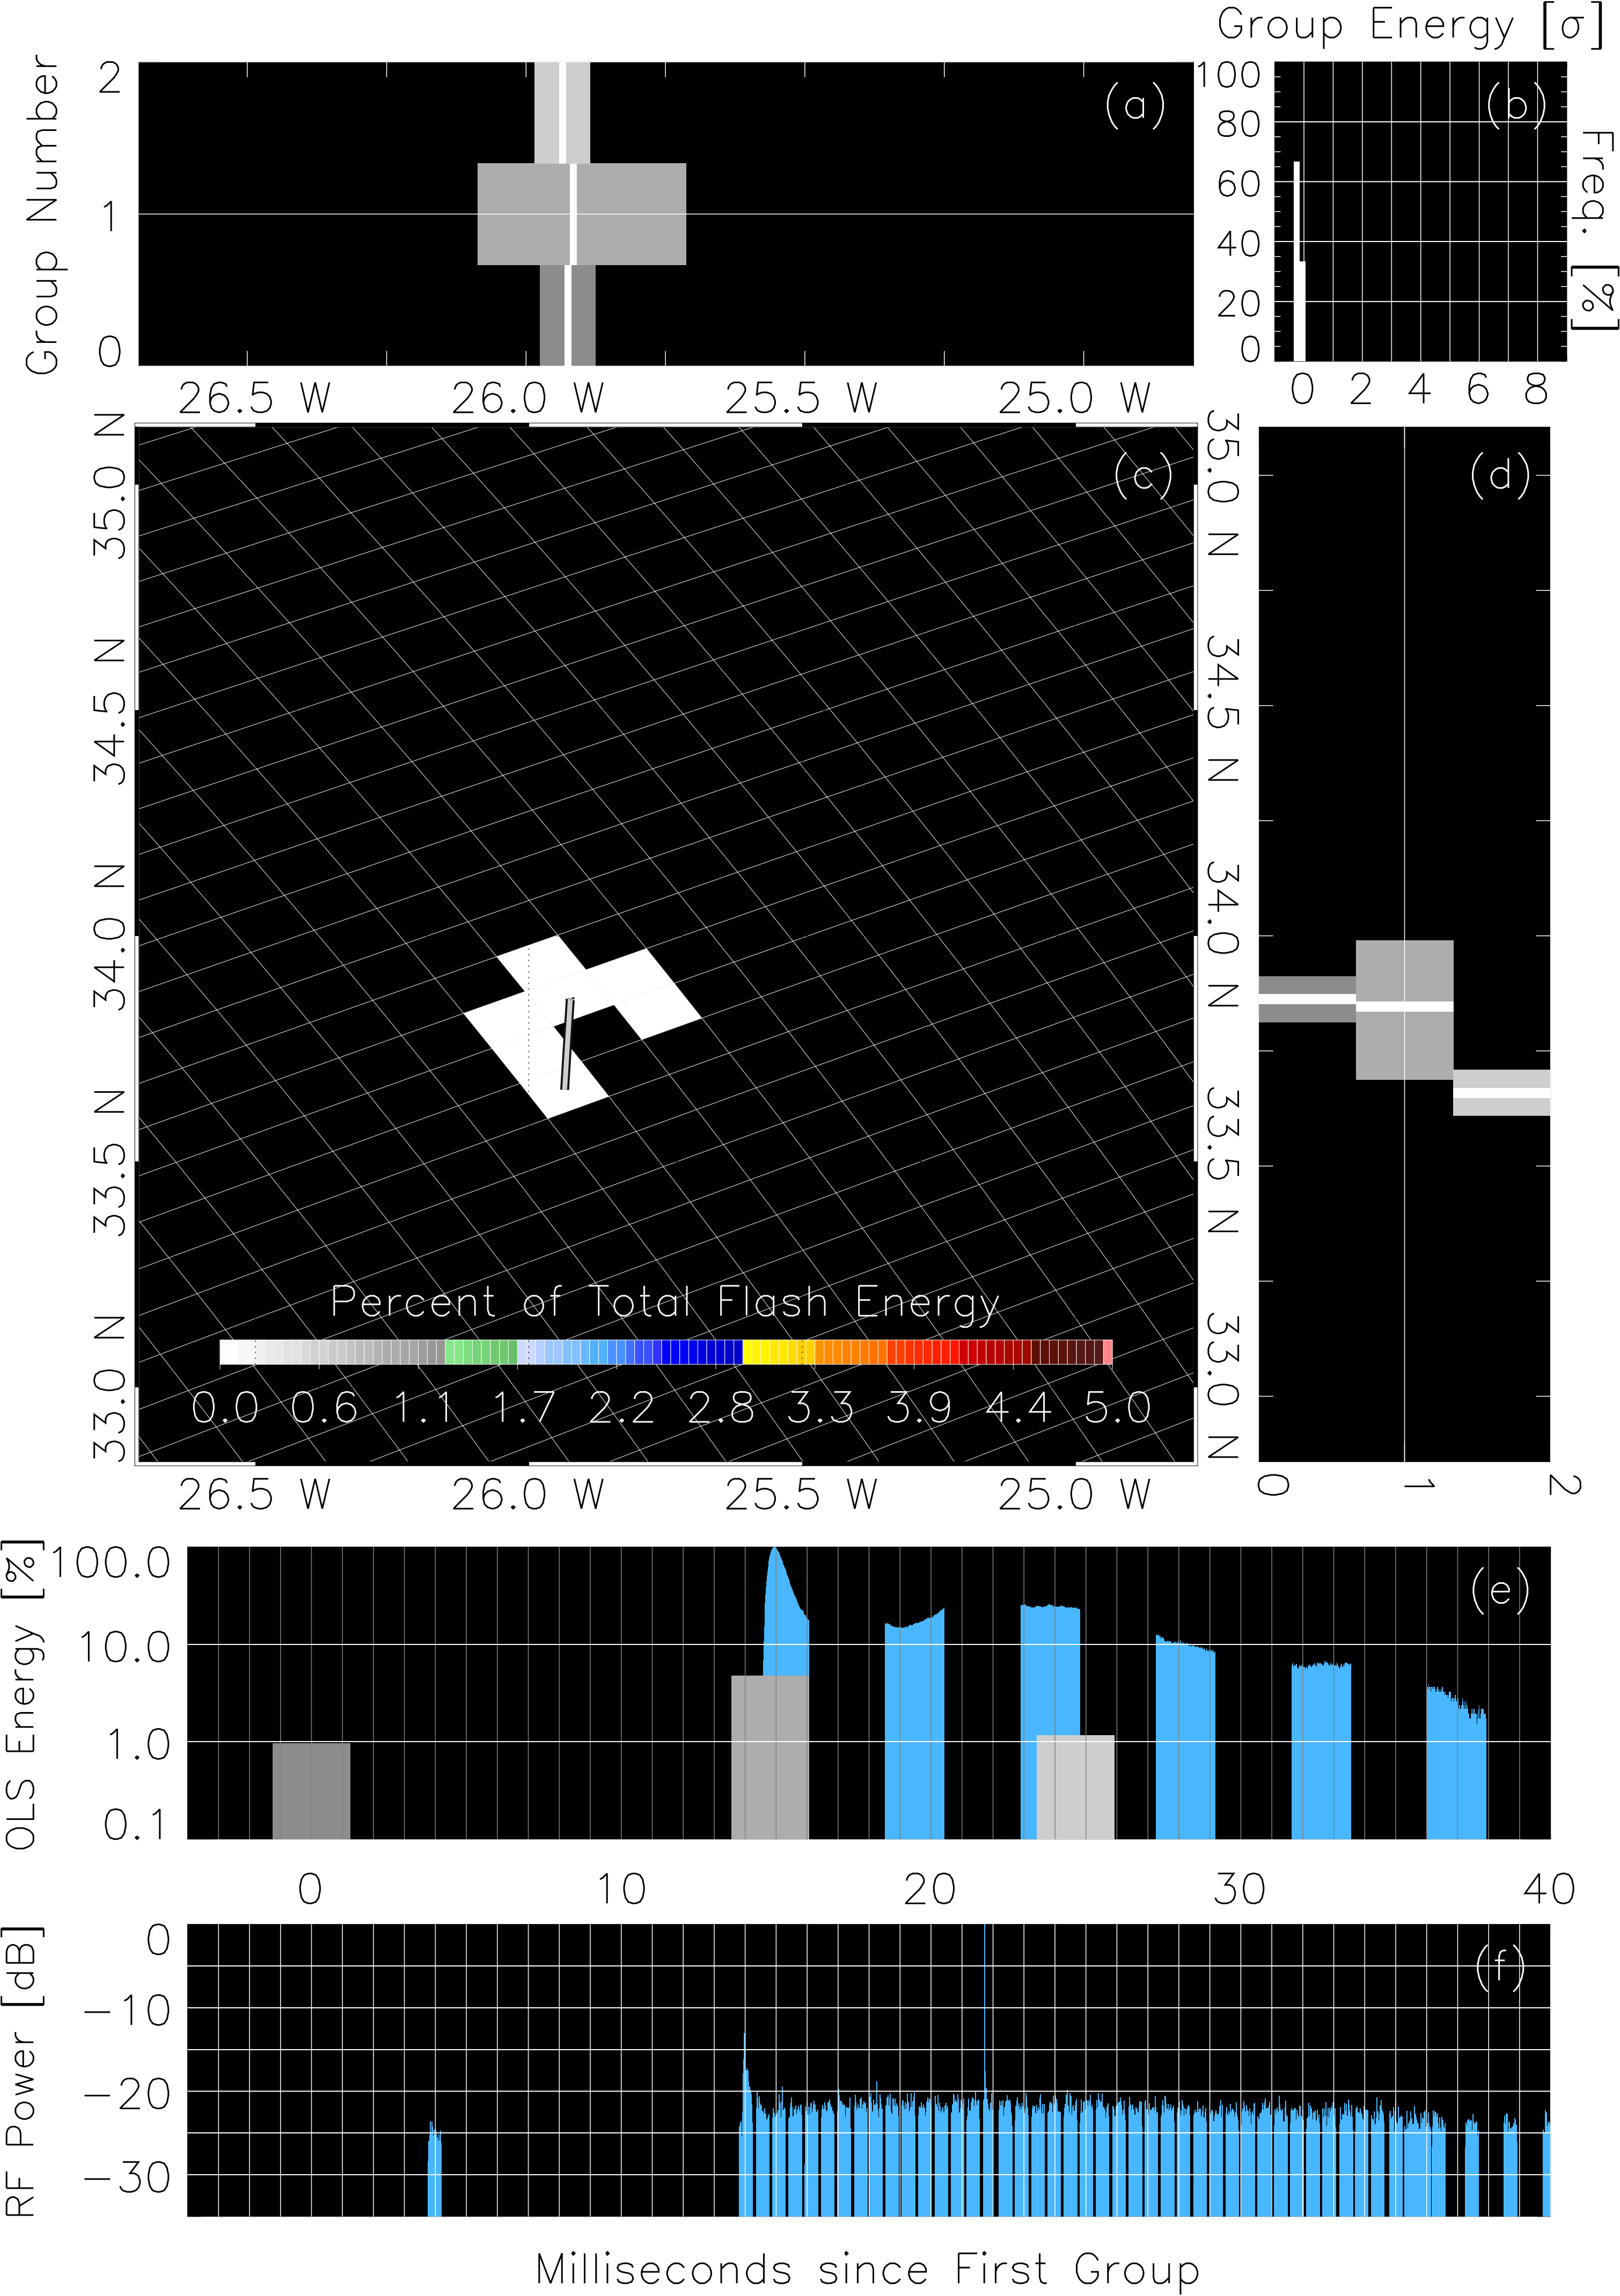 Group Energy [σ]
Group Number
2
1
0
(a)
100
80
60
40
20
0
(b)
Freq. [%]
0 2 4 6 8
26.5 W 26.0 W 25.5 W 25.0 W
35.0 N
34.5 N
34.0 N
33.5 N
33.0 N
(c)
Percent of Total Flash Energy
0.0 0.6 1.1 1.7 2.2 2.8 3.3 3.9 4.4 5.0
26.5 W 26.0 W 25.5 W 25.0 W
35.0 N
34.5 N
34.0 N
33.5 N
33.0 N
(d)
0 1 2
OLS Energy [%]
100.0
10.0
1.0
0.1
(e)
0 10 20 30 40
RF Power [dB]
0
−10
−20
−30
(f)
Milliseconds since First Group